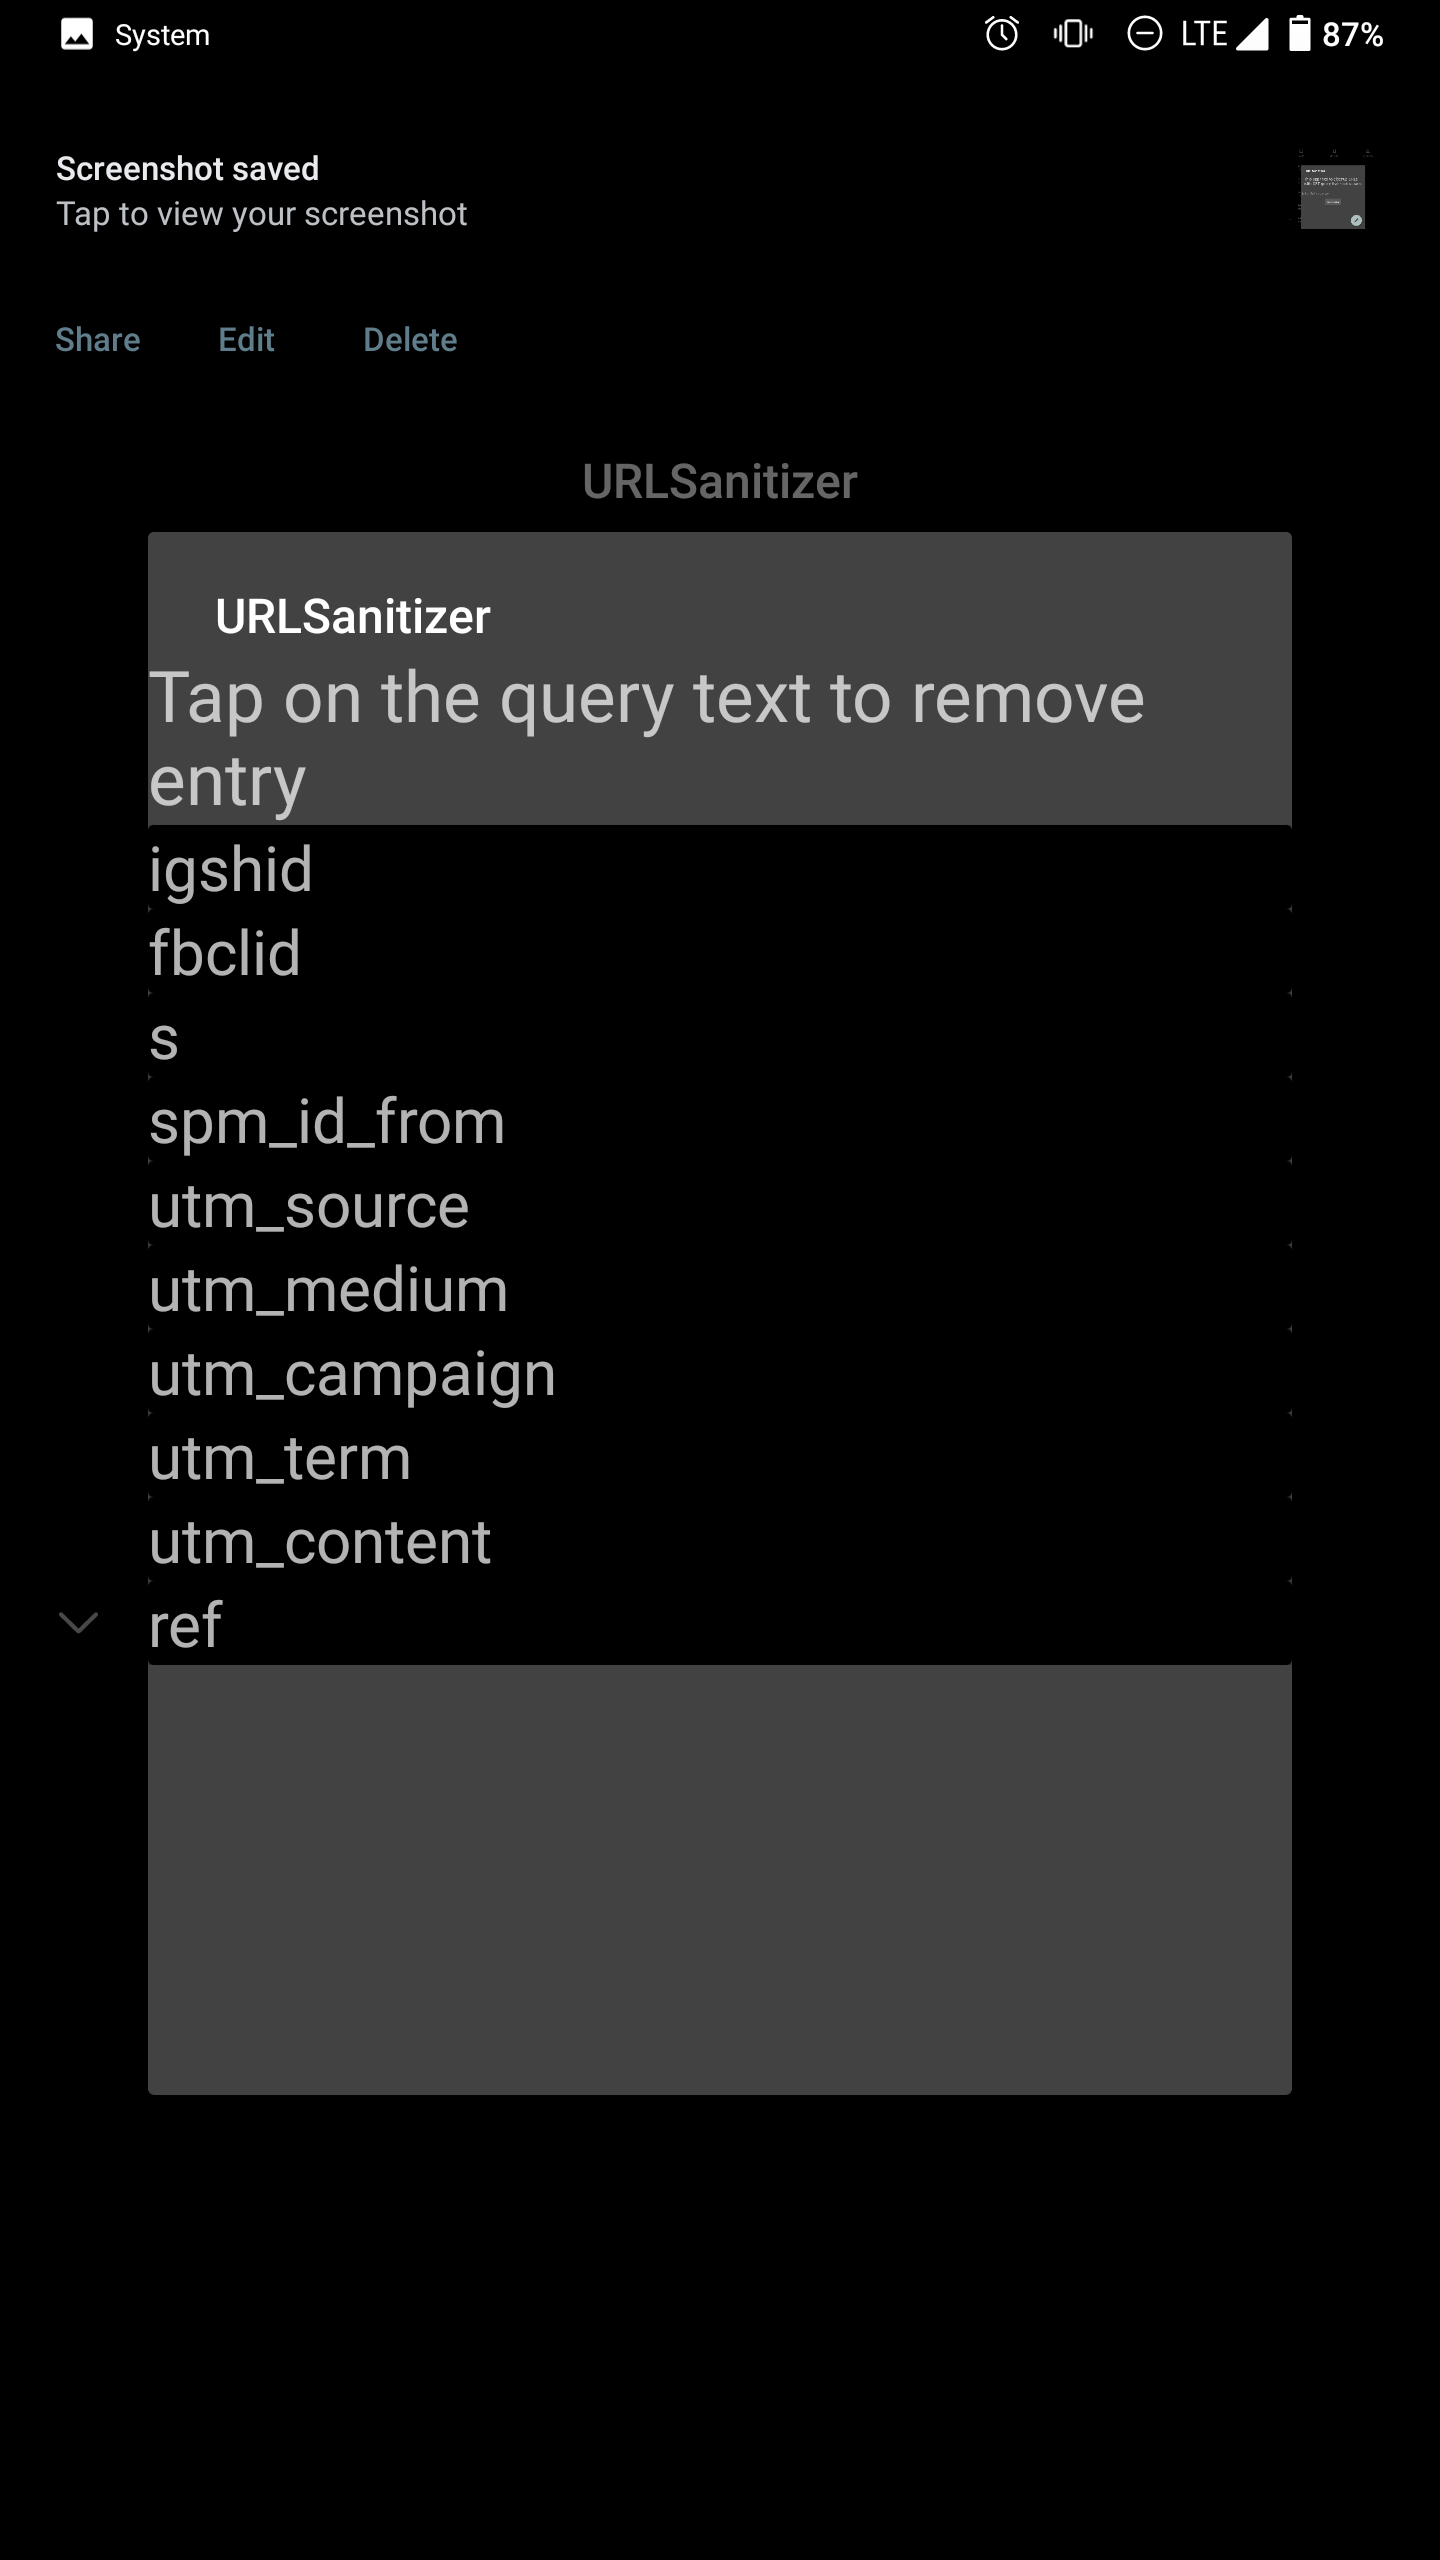 System
LTE 87%
Screenshot saved
Tap to view your screenshot
Share Edit Delete
URLSanitizer
URLSanitizer
Tap on the query text to remove
entry
igshid
fbclid
s
spm_id_from
utm_source
utm_medium
utm_campaign
utm_term
utm_content
ref